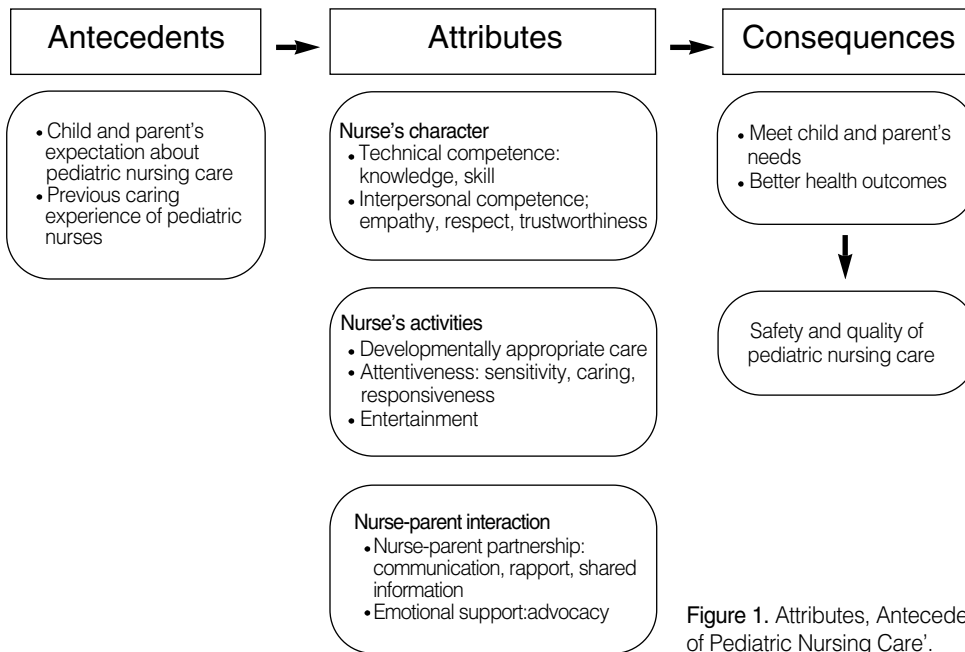 Antecedents
Attributes
Consequences
• Child and parent's
expectation about
pediatric nursing care
• Previous caring
experience of pediatric
nurses
Nurse's character
• Technical competence:
knowledge, skill
• Interpersonal competence;
empathy, respect, trustworthiness
Nurse's activities
• Developmentally appropriate care
• Attentiveness: sensitivity, caring,
responsiveness
• Entertainment
Nurse-parent interaction
• Nurse-parent partnership:
communication, rapport, shared
information
• Emotional support:advocacy
• Meet child and parent's
needs
• Better health outcomes
Safety and quality of
pediatric nursing care
Figure 1. Attributes, Antecede
of Pediatric Nursing Care'.